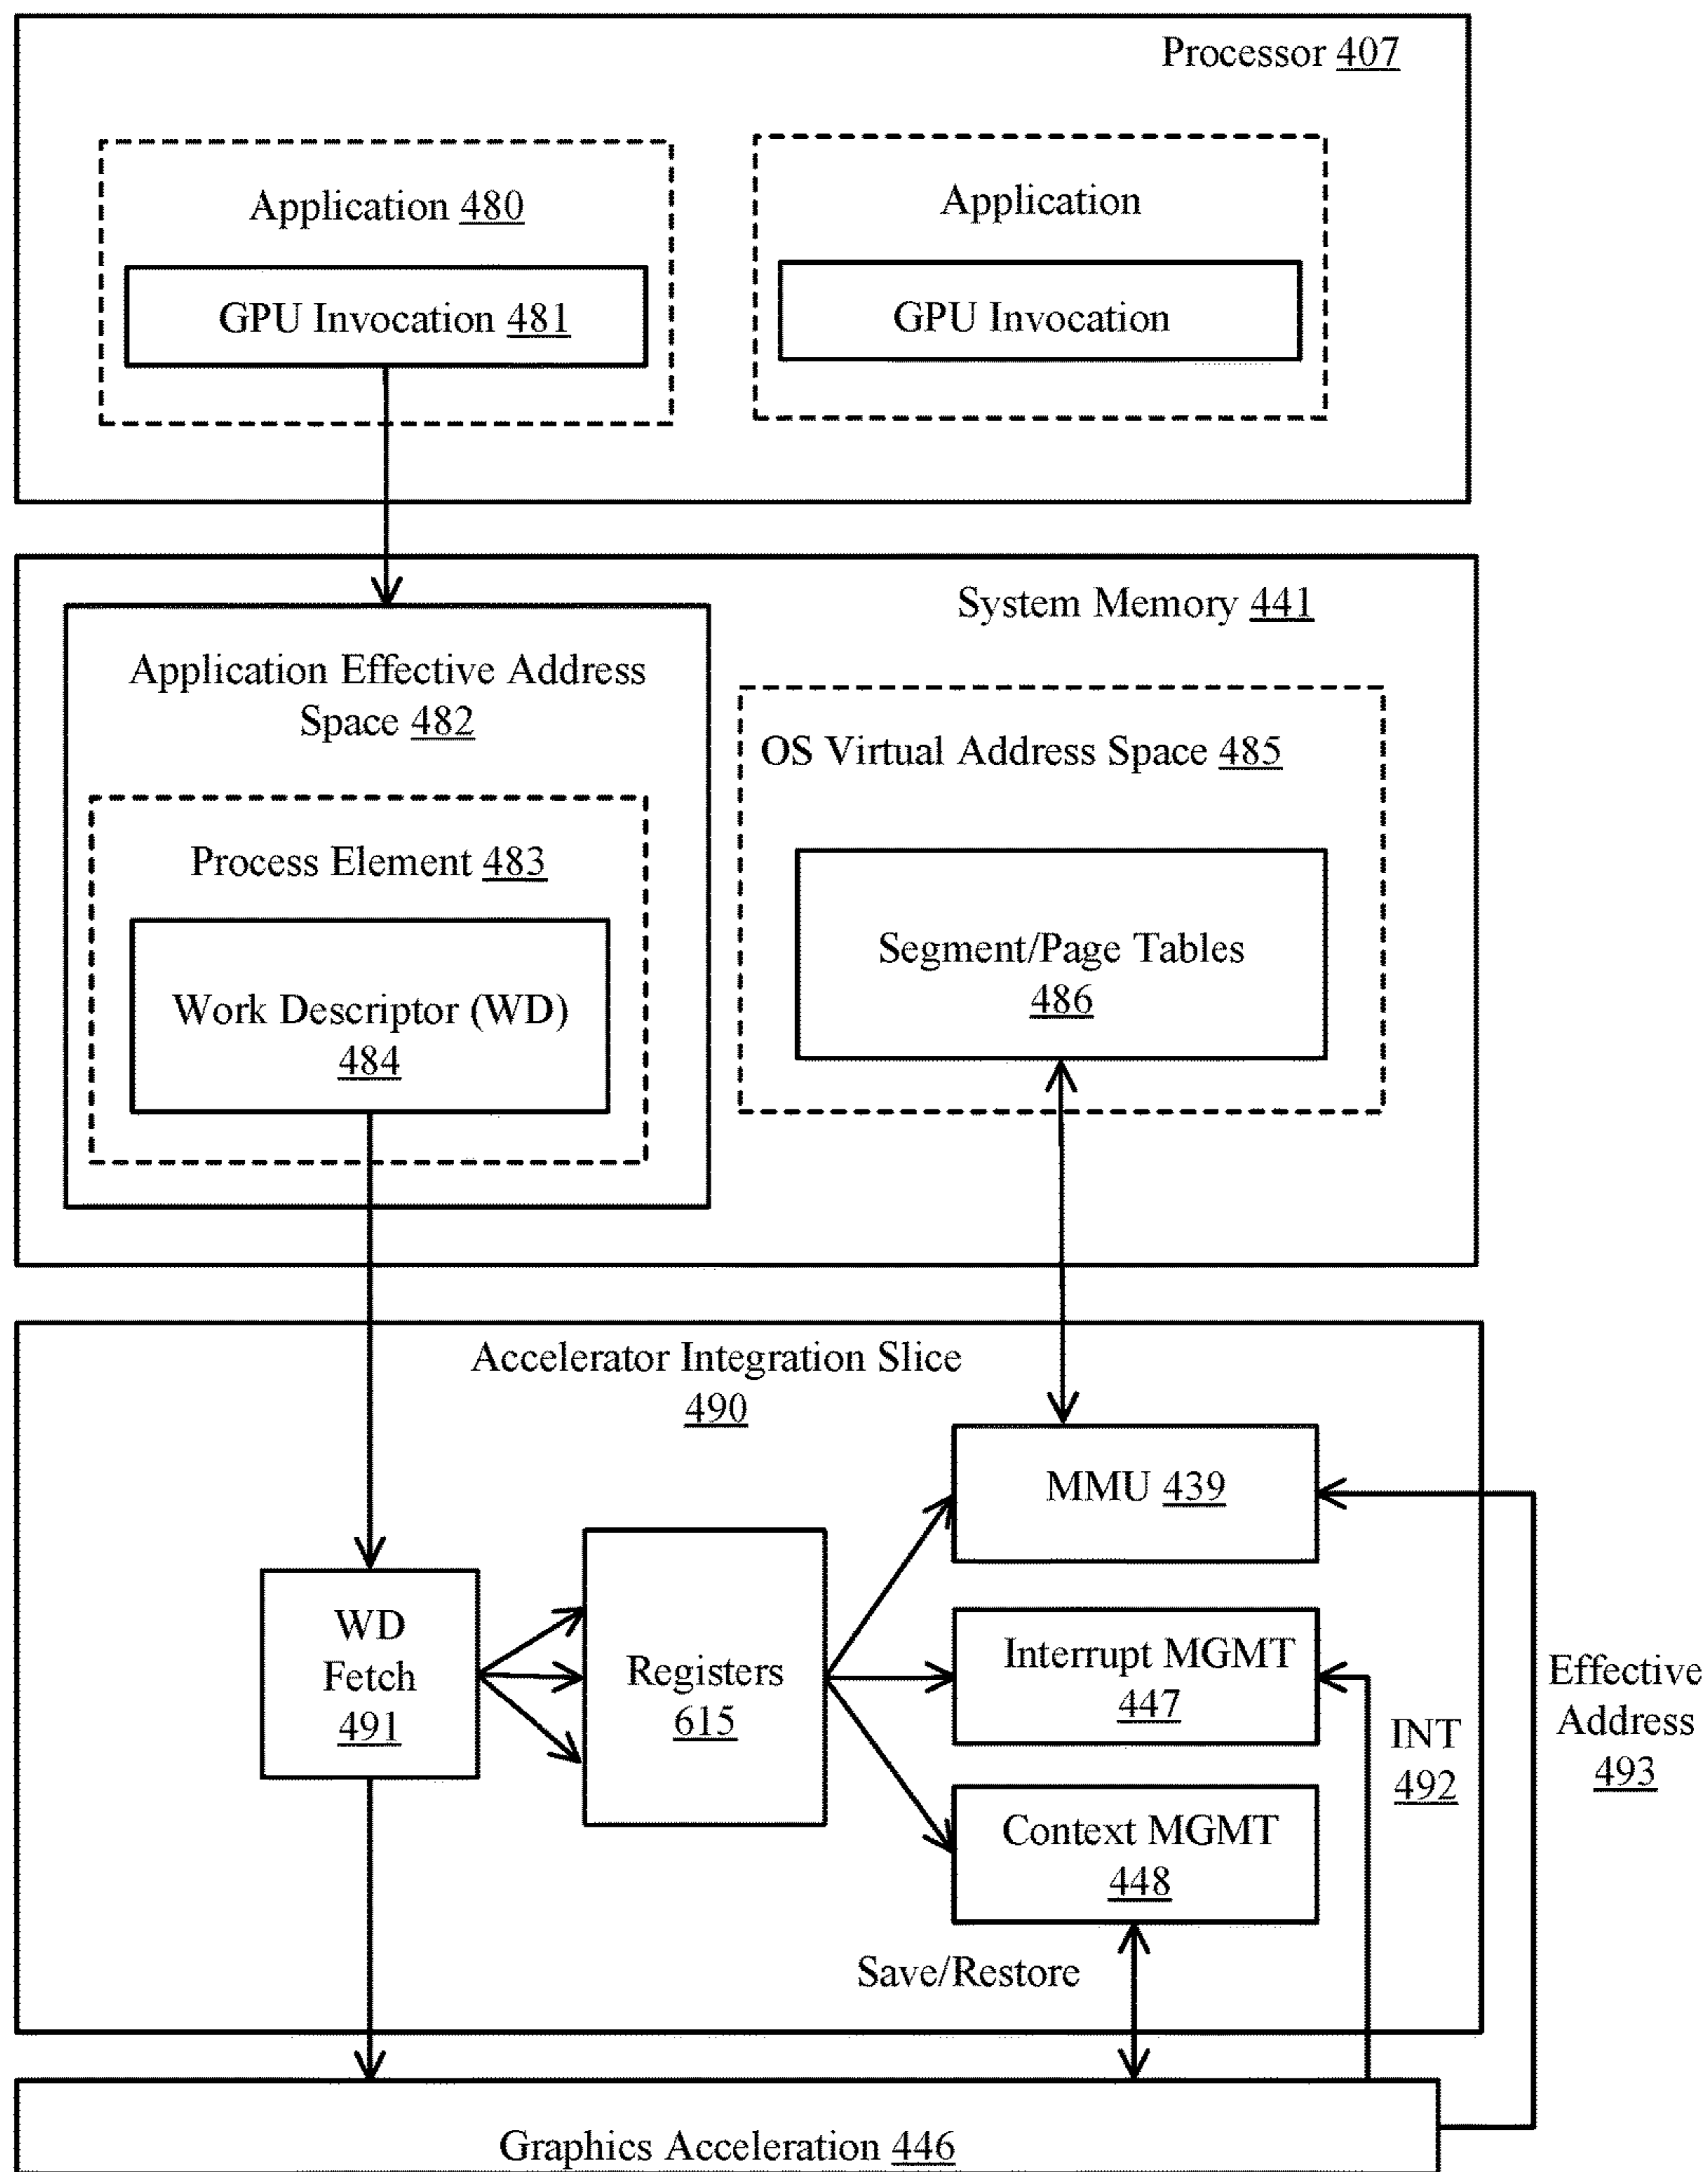 Processor 407
Application 480
GPU Invocation 481
Application
GPU Invocation
System Memory 441
Application Effective Address
Space 482
Process Element 483
Work Descriptor (WD)
484
OS Virtual Address Space 485
Segment/Page Tables
486
Accelerator Integration Slice
490
WD
Fetch
491
Registers
615
MMU 439
Interrupt MGMT
447
Context MGMT
448
Save/Restore
INT
492
Effective
Address
493
Graphics Acceleration 446